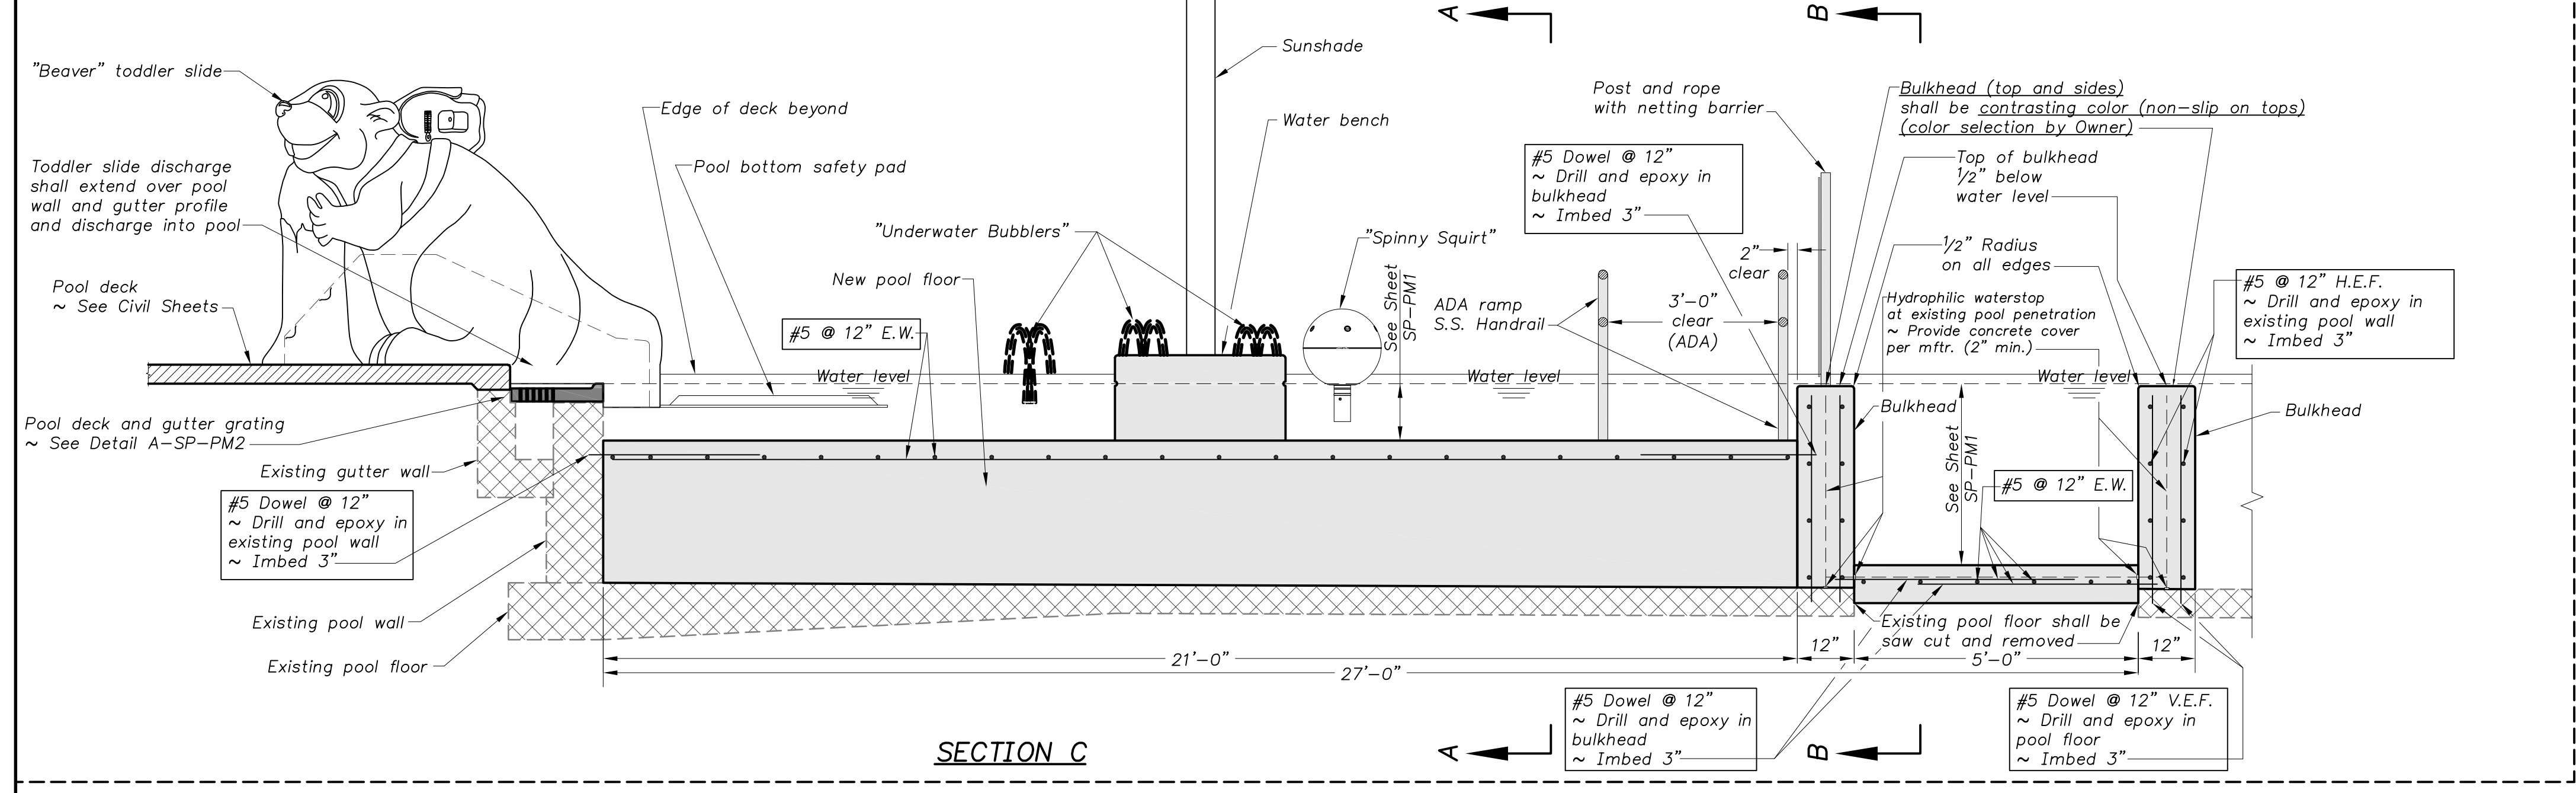 A
B
Sunshade
"Beaver" toddler slide
Edge of deck beyond
Post and rope
with netting barrier
Bulkhead (top and sides)
shall be contrasting color (non-slip on tops)
(color selection by Owner)
Water bench
Toddler slide discharge
shall extend over pool
wall and gutter profile
and discharge into pool
Pool bottom safety pad
#5 Dowel @ 12"
~ Drill and epoxy in
bulkhead
~ Imbed 3"
Top of bulkhead
1/2" below
water level
"Underwater Bubblers"
"Spinny Squirt"
2"
clear
1/2" Radius
on all edges
Pool deck
~ See Civil Sheets
New pool floor
See Sheet
SP-PM1
ADA ramp
S.S. Handrail
3'-0"
clear
(ADA)
Hydrophilic waterstop
at existing pool penetration
~ Provide concrete cover
per mftr. (2" min.)
#5 @ 12" H.E.F.
~ Drill and epoxy in
existing pool wall
~ Imbed 3"
#5 @ 12" E.W.
Water level
Water level
Water level
Pool deck and gutter grating
~ See Detail A-SP-PM2
Bulkhead
Bulkhead
Existing gutter wall
See Sheet
SP-PM1
#5 @ 12" E.W.
#5 Dowel @ 12"
~ Drill and epoxy in
existing pool wall
~ Imbed 3"
Existing pool wall
Existing pool floor
Existing pool floor shall be
saw cut and removed
21'-0"
12"
5'-0"
12"
27'-0"
#5 Dowel @ 12"
~ Drill and epoxy in
bulkhead
~ Imbed 3"
#5 Dowel @ 12" V.E.F.
~ Drill and epoxy in
pool floor
~ Imbed 3"
SECTION C
A
B